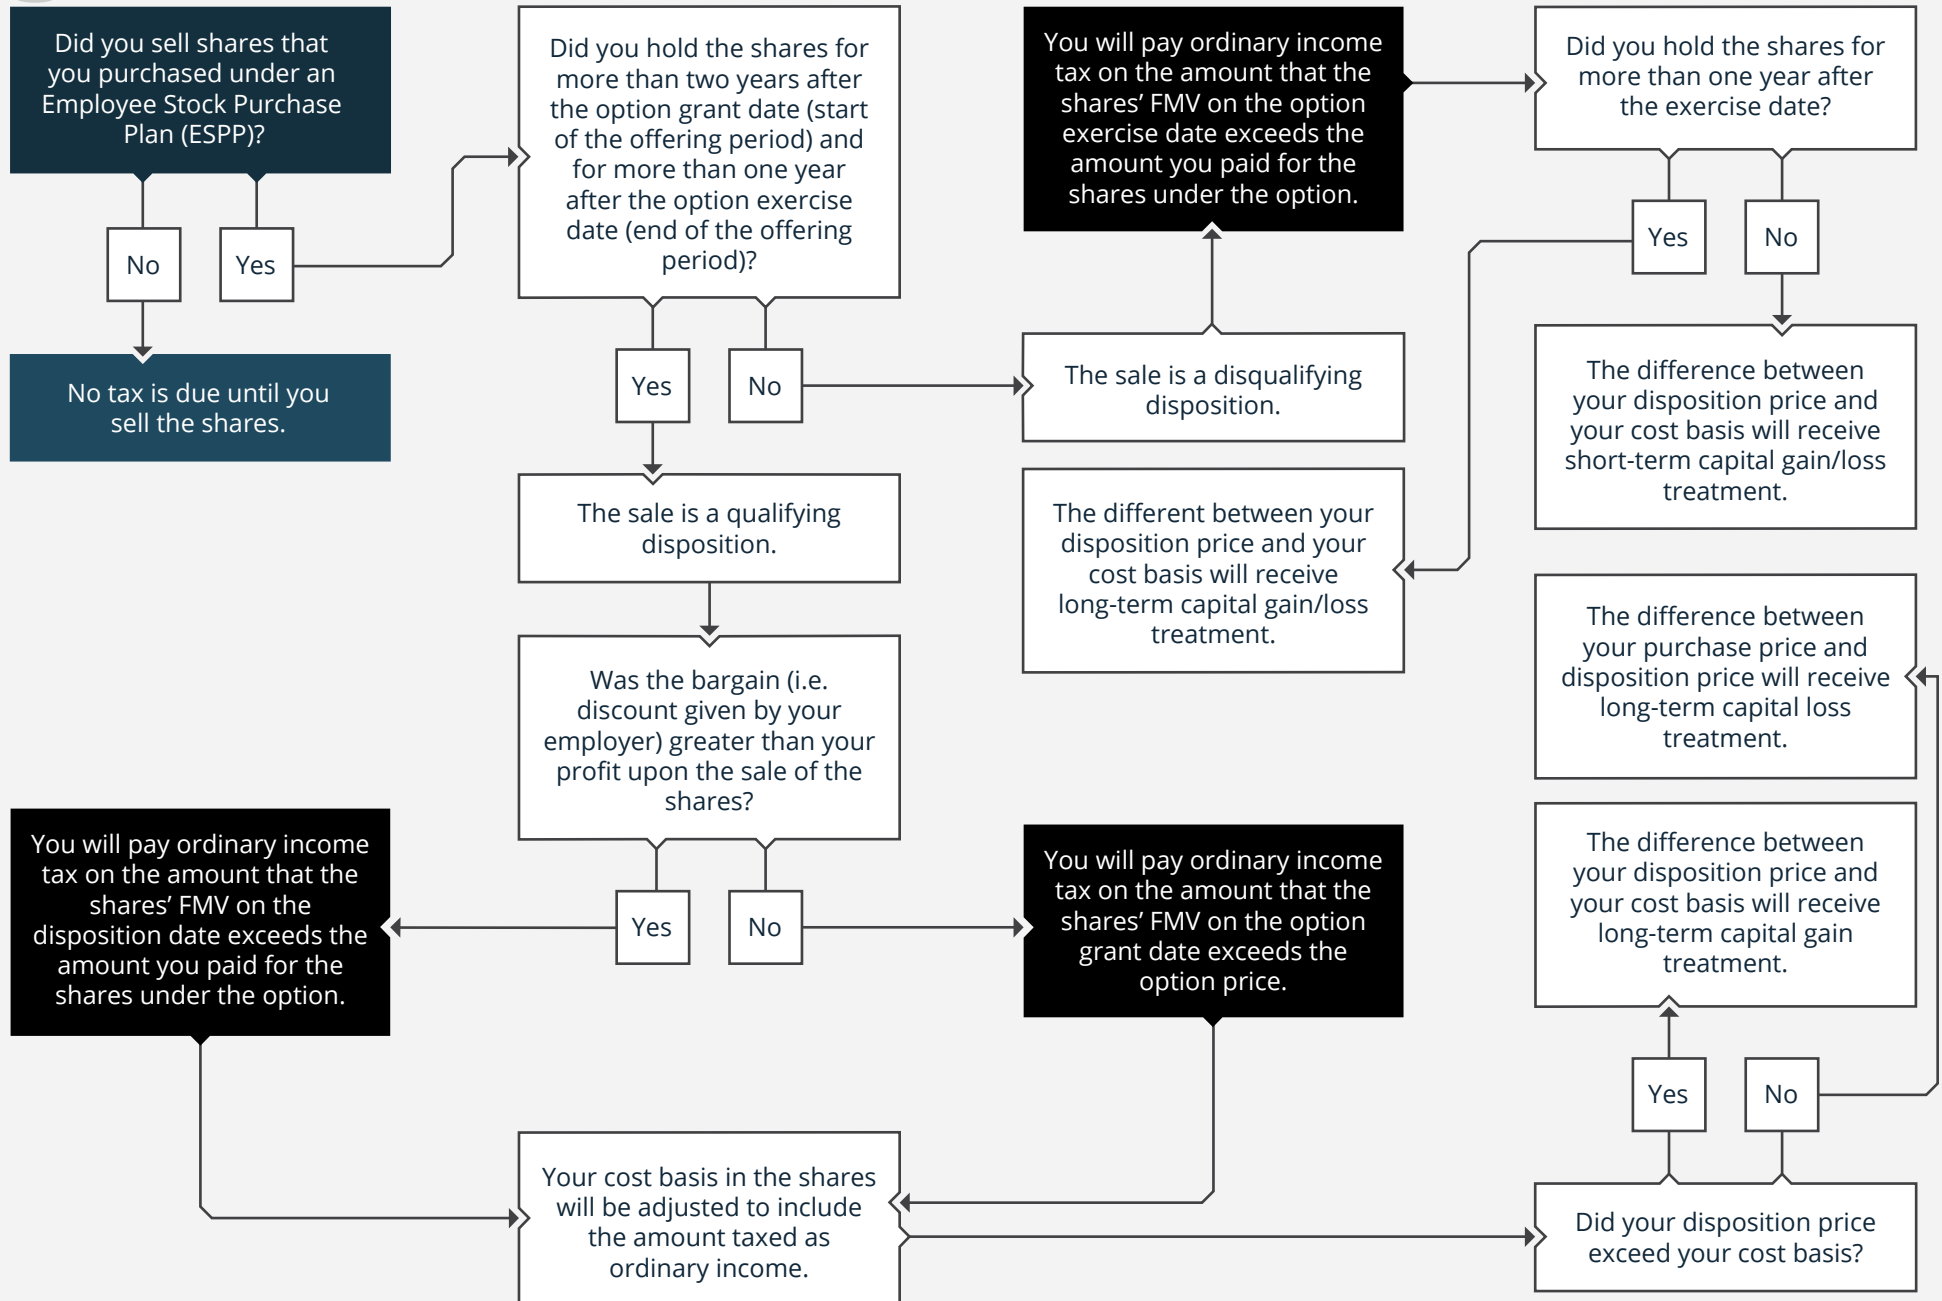 Did you sell shares that
you purchased under an
Employee Stock Purchase
Plan (ESPP)?
No
Yes
No tax is due until you
sell the shares.
Did you hold the shares for
more than two years after
the option grant date (start
of the offering period) and
for more than one year
after the option exercise
date (end of the offering
period)?
Yes
No
The sale is a disqualifying
disposition.
You will pay ordinary income
tax on the amount that the
shares’ FMV on the option
exercise date exceeds the
amount you paid for the
shares under the option.
Did you hold the shares for
more than one year after
the exercise date?
Yes
No
The difference between
your disposition price and
your cost basis will receive
short-term capital gain/loss
treatment.
The different between your
disposition price and your
cost basis will receive
long-term capital gain/loss
treatment.
The sale is a qualifying
disposition.
Was the bargain (i.e.
discount given by your
employer) greater than your
profit upon the sale of the
shares?
Yes
No
You will pay ordinary income
tax on the amount that the
shares’ FMV on the
disposition date exceeds the
amount you paid for the
shares under the option.
You will pay ordinary income
tax on the amount that the
shares’ FMV on the option
grant date exceeds the
option price.
Your cost basis in the shares
will be adjusted to include
the amount taxed as
ordinary income.
Did your disposition price
exceed your cost basis?
Yes
No
The difference between
your disposition price and
your cost basis will receive
long-term capital gain
treatment.
The difference between
your purchase price and
disposition price will receive
long-term capital loss
treatment.